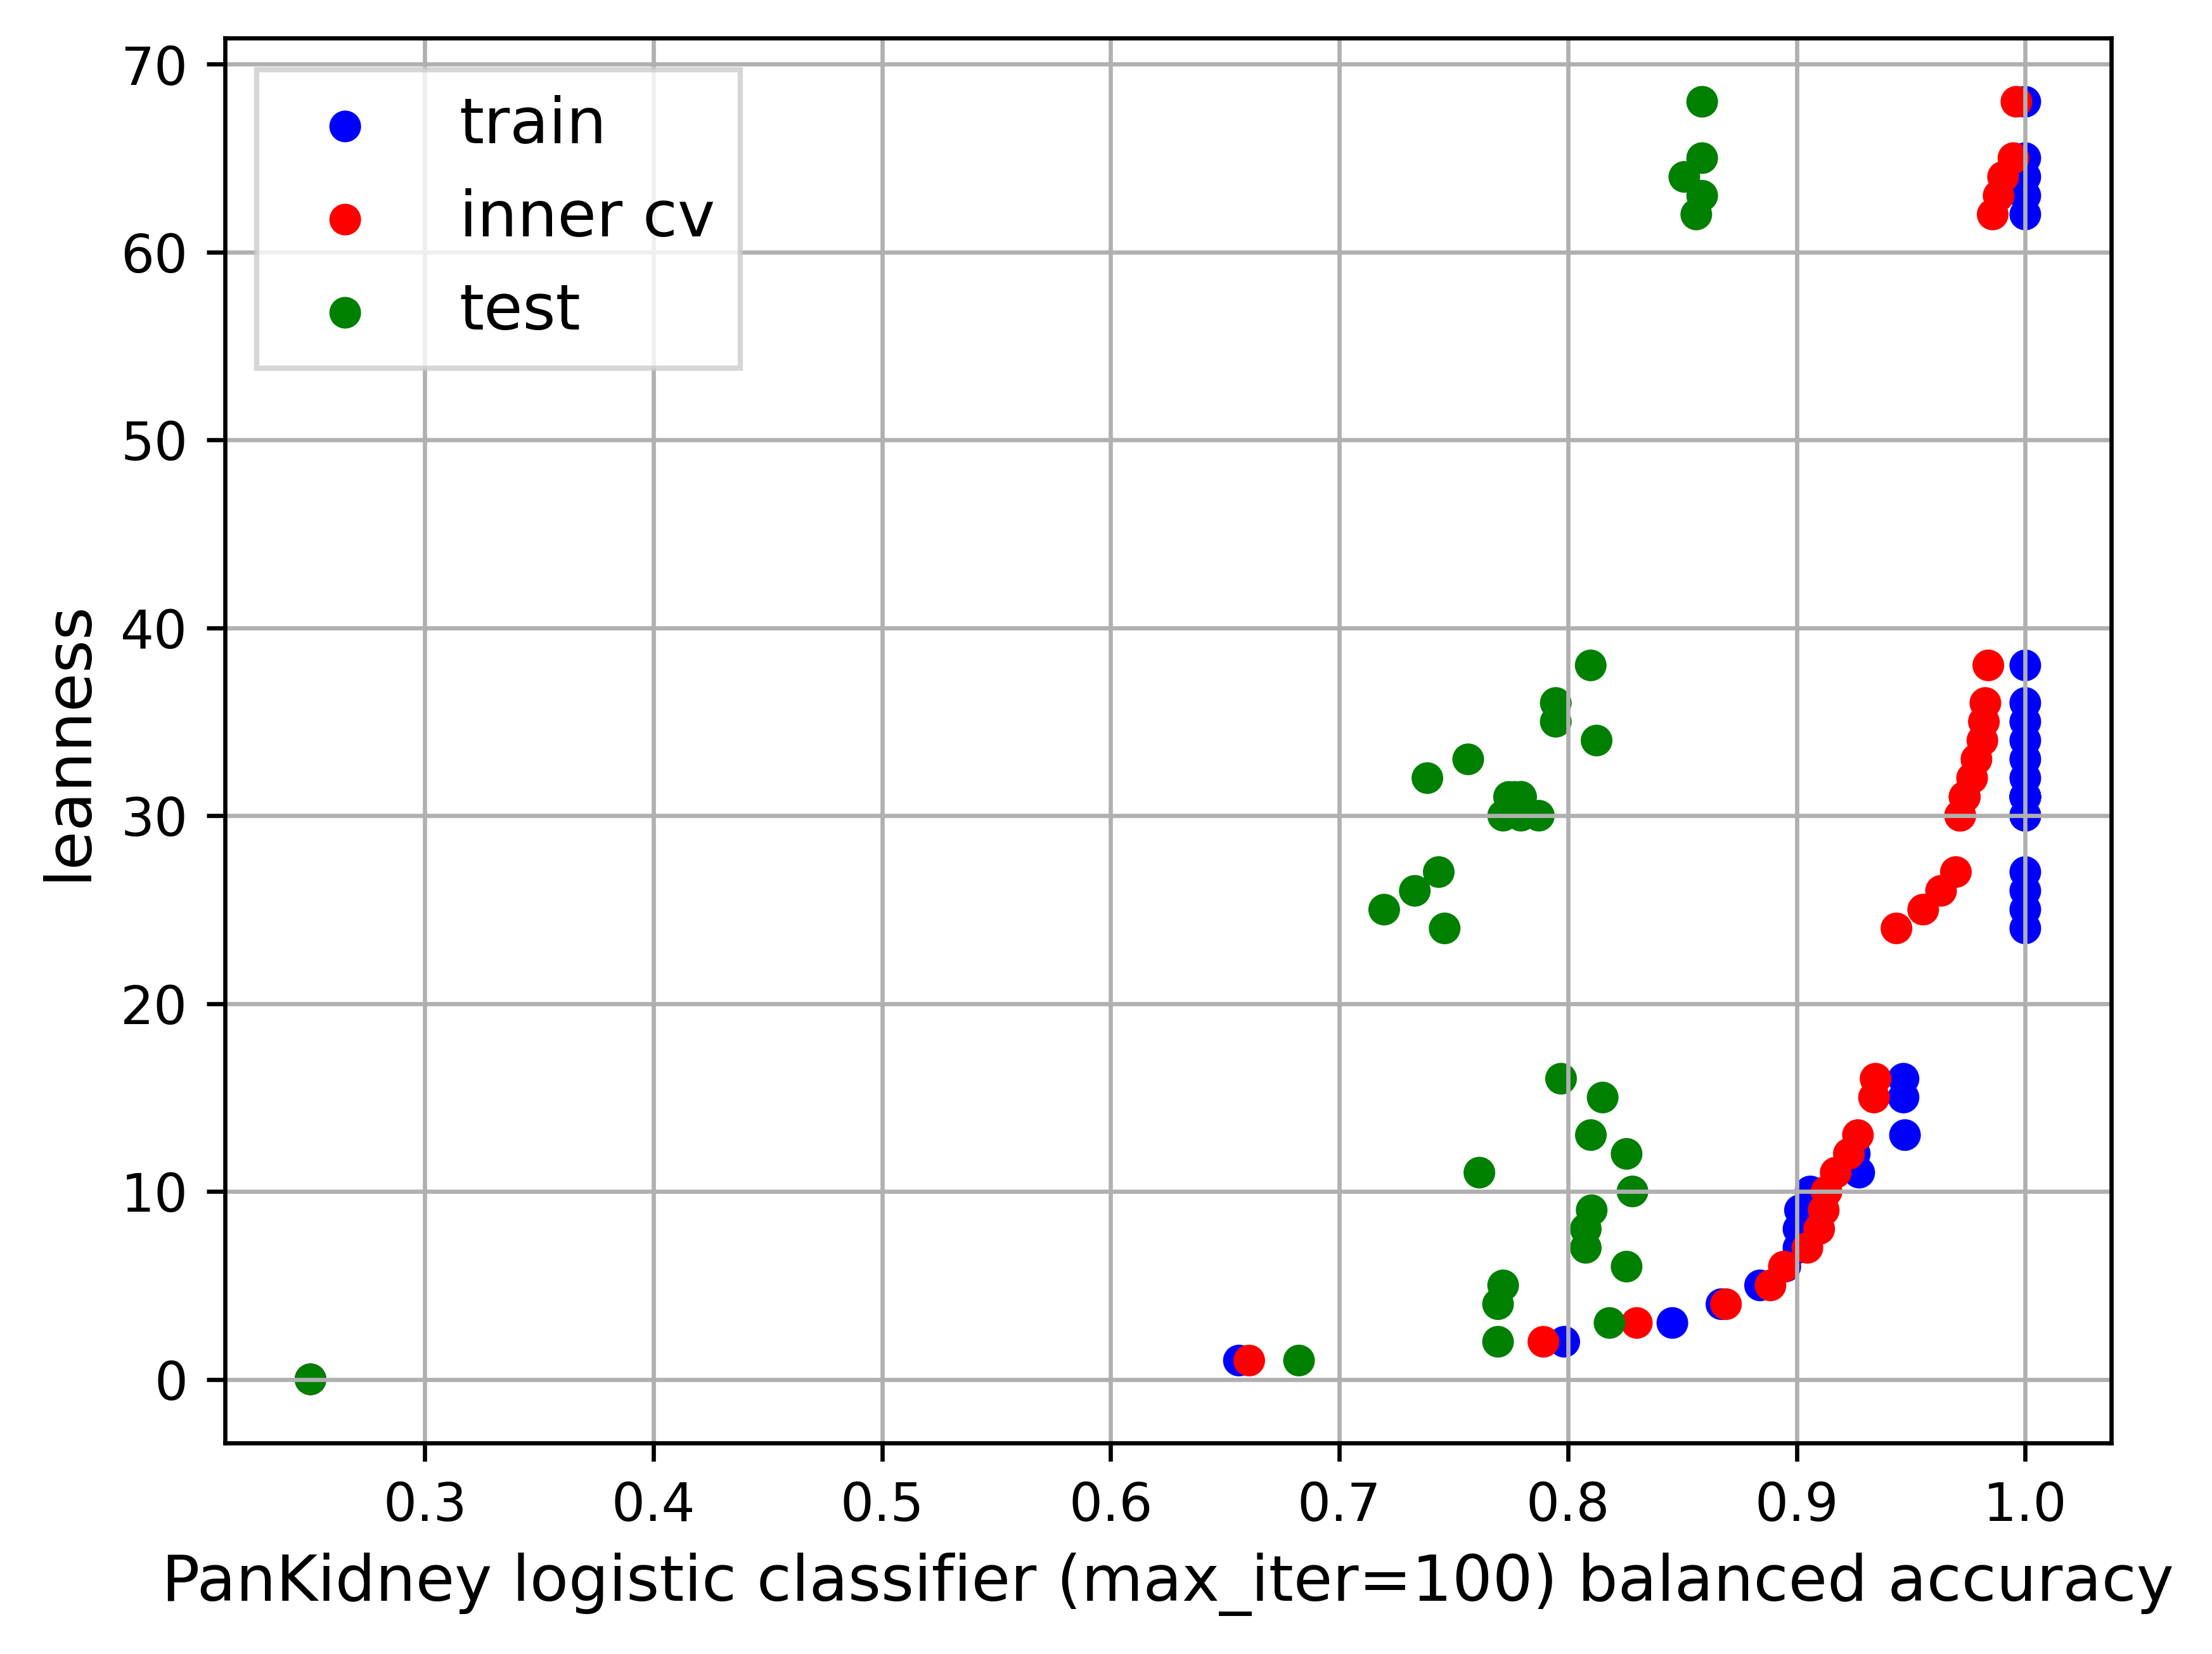 70
60
50
40
30
20
10
0
leanness
train
inner cv
test
0.3 0.4 0.5 0.6 0.7 0.8 0.9 1.0
PanKidney logistic classifier (max_iter=100) balanced accuracy